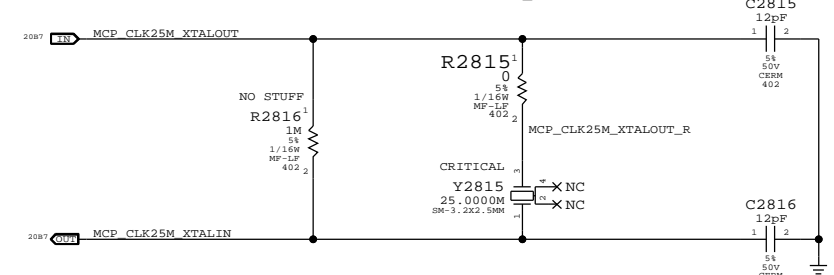 C2815
12pF
1 2
5%
50V
CERM
402
20B7 IN MCP_CLK25M_XTALOUT
NO STUFF
R2816 1
1M
5%
1/16W
MF-LF
402 2
R2815 1
0
5%
1/16W
MF-LF
402 2
MCP_CLK25M_XTALOUT_R
CRITICAL
Y2815
25.0000M
SM-3.2X2.5MM
3
4 NC
2 NC
1
20B7 OUT MCP_CLK25M_XTALIN
C2816
12pF
1 2
5%
50V
CERM